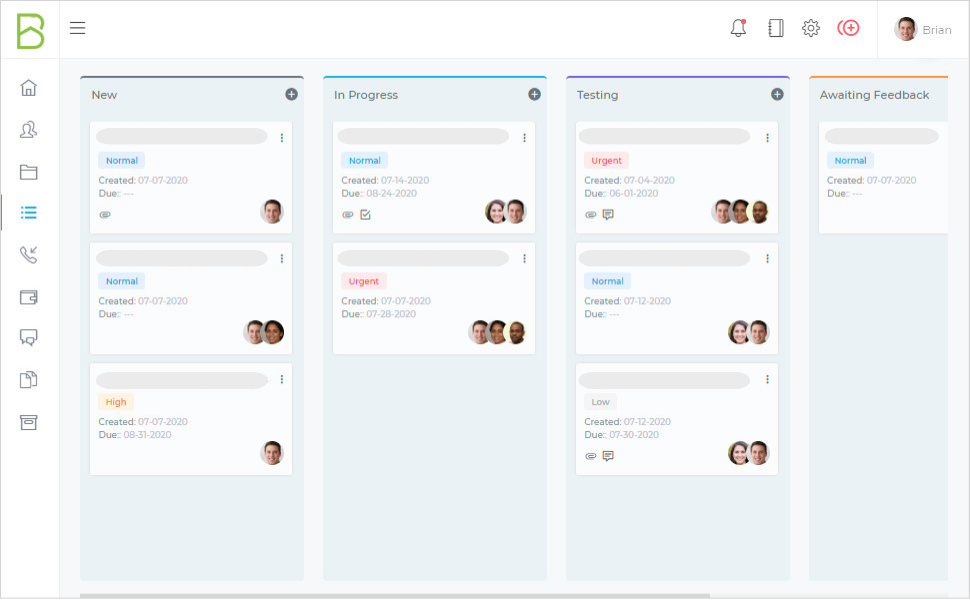 Brian
New
Normal
Created: 07-07-2020
Due:: ---
Normal
Created: 07-07-2020
Due:: ---
High
Created: 07-07-2020
Due:: 08-31-2020
In Progress
Normal
Created: 07-14-2020
Due:: 08-24-2020
Urgent
Created: 07-07-2020
Due:: 07-28-2020
Testing
Urgent
Created: 07-04-2020
Due:: 06-01-2020
Normal
Created: 07-12-2020
Due:: ---
Low
Created: 07-12-2020
Due:: 07-30-2020
Awaiting Feedback
Normal
Created: 07-07-2020
Due:: ---